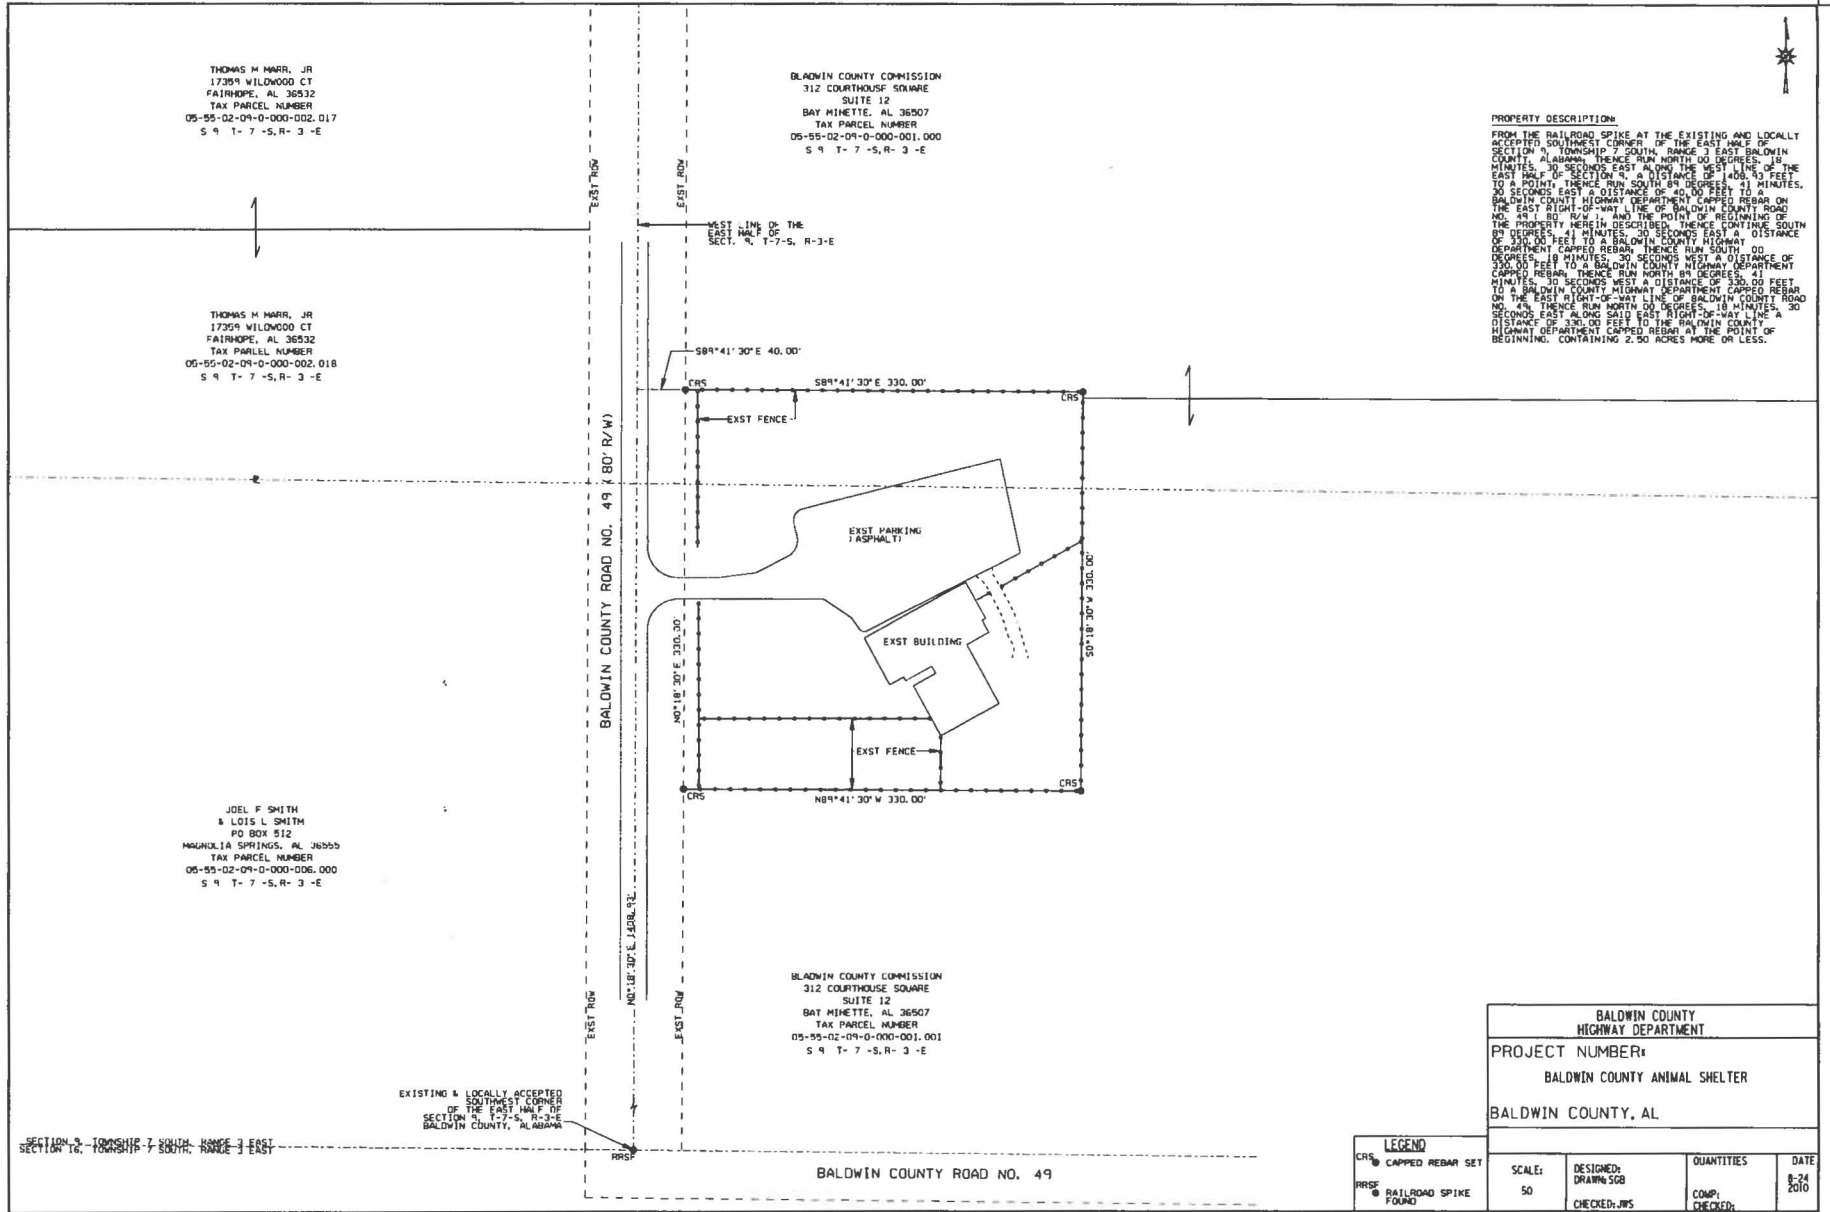 THOMAS M MARR, JR
17359 WILDWOOD CT
FAIRHOPE, AL 36532
TAX PARCEL NUMBER
05-55-02-09-0-000-002.017
S 9 T- 7 -S,R- 3 -E
BLADWIN COUNTY COMMISSION
312 COURTHOUSE SQUARE
SUITE 12
BAY MINETTE, AL 36507
TAX PARCEL NUMBER
05-55-02-09-0-000-001.000
S 9 T- 7 -S,R- 3 -E
EXST ROW
EXST ROW
WEST LINE OF THE
EAST HALF OF
SECT. 9, T-7-S, R-3-E
PROPERTY DESCRIPTION:
FROM THE RAILROAD SPIKE AT THE EXISTING AND LOCALLY
ACCEPTED SOUTHWEST CORNER OF THE EAST HALF OF
SECTION 9, TOWNSHIP 7 SOUTH, RANGE 3 EAST BALDWIN
COUNTY, ALABAMA; THENCE RUN NORTH 00 DEGREES, 18
MINUTES, 30 SECONDS EAST ALONG THE WEST LINE OF THE
EAST HALF OF SECTION 9, A DISTANCE OF 1408.93 FEET
TO A POINT; THENCE RUN SOUTH 89 DEGREES, 41 MINUTES,
30 SECONDS EAST A DISTANCE OF 40.00 FEET TO A
BALDWIN COUNTY HIGHWAY DEPARTMENT CAPPED REBAR ON
THE EAST RIGHT-OF-WAY LINE OF BALDWIN COUNTY ROAD
NO. 49 ( 80' R/W ), AND THE POINT OF BEGINNING OF
THE PROPERTY HEREIN DESCRIBED; THENCE CONTINUE SOUTH
89 DEGREES, 41 MINUTES, 30 SECONDS EAST A DISTANCE
OF 330.00 FEET TO A BALDWIN COUNTY HIGHWAY
DEPARTMENT CAPPED REBAR; THENCE RUN SOUTH 00
DEGREES, 18 MINUTES, 30 SECONDS WEST A DISTANCE OF
330.00 FEET TO A BALDWIN COUNTY HIGHWAY DEPARTMENT
CAPPED REBAR; THENCE RUN NORTH 89 DEGREES, 41
MINUTES, 30 SECONDS WEST A DISTANCE OF 330.00 FEET
TO A BALDWIN COUNTY HIGHWAY DEPARTMENT CAPPED REBAR
ON THE EAST RIGHT-OF-WAY LINE OF BALDWIN COUNTY ROAD
NO. 49; THENCE RUN NORTH 00 DEGREES, 18 MINUTES, 30
SECONDS EAST ALONG SAID EAST RIGHT-OF-WAY LINE A
DISTANCE OF 330.00 FEET TO THE BALDWIN COUNTY
HIGHWAY DEPARTMENT CAPPED REBAR AT THE POINT OF
BEGINNING. CONTAINING 2.50 ACRES MORE OR LESS.
THOMAS M MARR, JR
17359 WILDWOOD CT
FAIRHOPE, AL 36532
TAX PARLEL NUMBER
05-55-02-09-0-000-002.018
S 9 T- 7 -S,R- 3 -E
S89°41'30"E 40.00'
CRS
S89°41'30"E 330.00'
CRS
EXST FENCE
BALDWIN COUNTY ROAD NO. 49 ( 80' R/W)
EXST PARKING
(ASPHALT)
S0°18'30"W 330.00'
N0°18'30"E 330.00'
EXST BUILDING
EXST FENCE
CRS
CRS
N89°41'30"W 330.00'
JOEL F SMITH
& LOIS L SMITH
PO BOX 512
MAGNOLIA SPRINGS, AL 36555
TAX PARCEL NUMBER
05-55-02-09-0-000-006.000
S 9 T- 7 -S,R- 3 -E
N0°18'30"E 1408.93'
EXST ROW
EXST ROW
BLADWIN COUNTY COMMISSION
312 COURTHOUSE SQUARE
SUITE 12
BAY MINETTE, AL 36507
TAX PARCEL NUMBER
05-55-02-09-0-000-001.001
S 9 T- 7 -S,R- 3 -E
EXISTING & LOCALLY ACCEPTED
SOUTHWEST CORNER
OF THE EAST HALF OF
SECTION 9, T-7-S, R-3-E
BALDWIN COUNTY, ALABAMA
SECTION 9, TOWNSHIP 7 SOUTH, RANGE 3 EAST
SECTION 16, TOWNSHIP 7 SOUTH, RANGE 3 EAST
RRSF
BALDWIN COUNTY ROAD NO. 49
LEGEND
CRS CAPPED REBAR SET
RRSF RAILROAD SPIKE
FOUND
BALDWIN COUNTY
HIGHWAY DEPARTMENT
PROJECT NUMBER:
BALDWIN COUNTY ANIMAL SHELTER
BALDWIN COUNTY, AL
SCALE:
50
DESIGNED:
DRAWN: SGB
CHECKED: JWS
QUANTITIES
COMP:
CHECKED:
DATE
8-24
2010